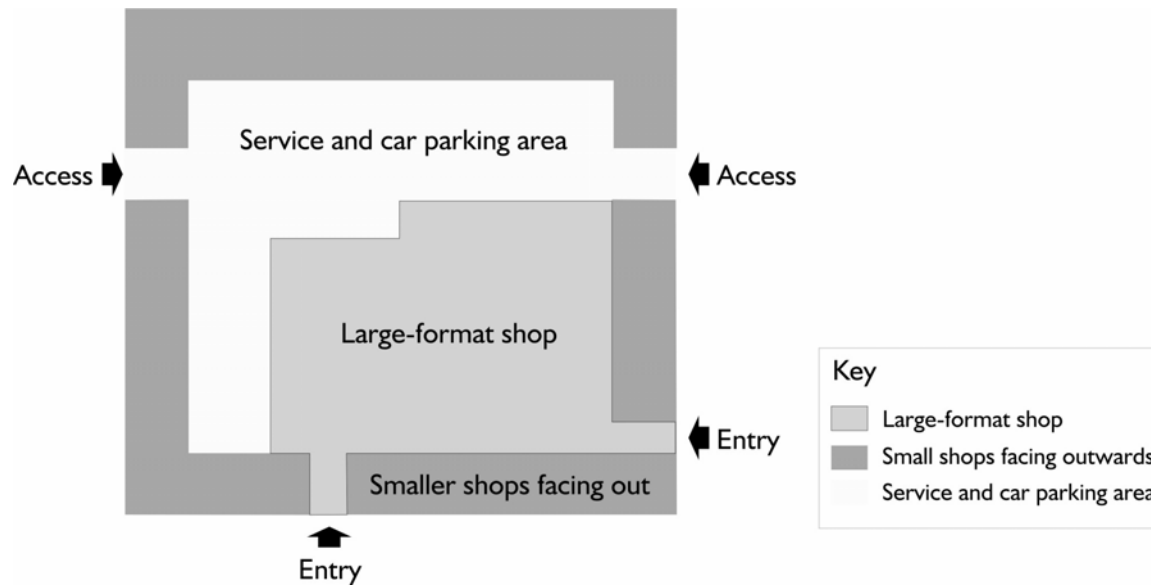 Service and car parking area
Access
Access
Large-format shop
Entry
Smaller shops facing out
Entry
Key
Large-format shop
Small shops facing outwards
Service and car parking area